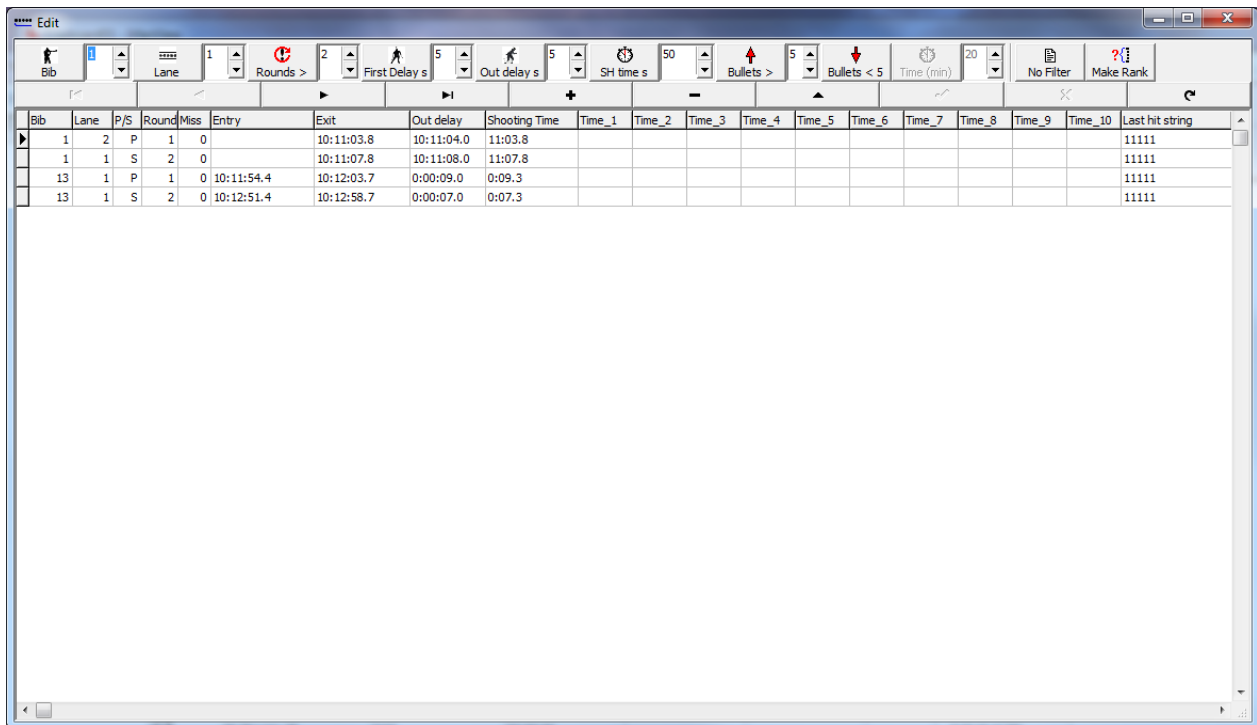 Edit
1 1 2 5 5 50 5 20
Bib Lane Rounds > First Delay s Out delay s SH time s Bullets > Bullets < 5 Time (min) No Filter Make Rank
Bib Lane P/S Round Miss Entry Exit Out delay Shooting Time Time_1 Time_2 Time_3 Time_4 Time_5 Time_6 Time_7 Time_8 Time_9 Time_10 Last hit string
1 2 P 1 0 10:11:03.8 10:11:04.0 11:03.8 11111
1 1 S 2 0 10:11:07.8 10:11:08.0 11:07.8 11111
13 1 P 1 0 10:11:54.4 10:12:03.7 0:00:09.0 0:09.3 11111
13 1 S 2 0 10:12:51.4 10:12:58.7 0:00:07.0 0:07.3 11111